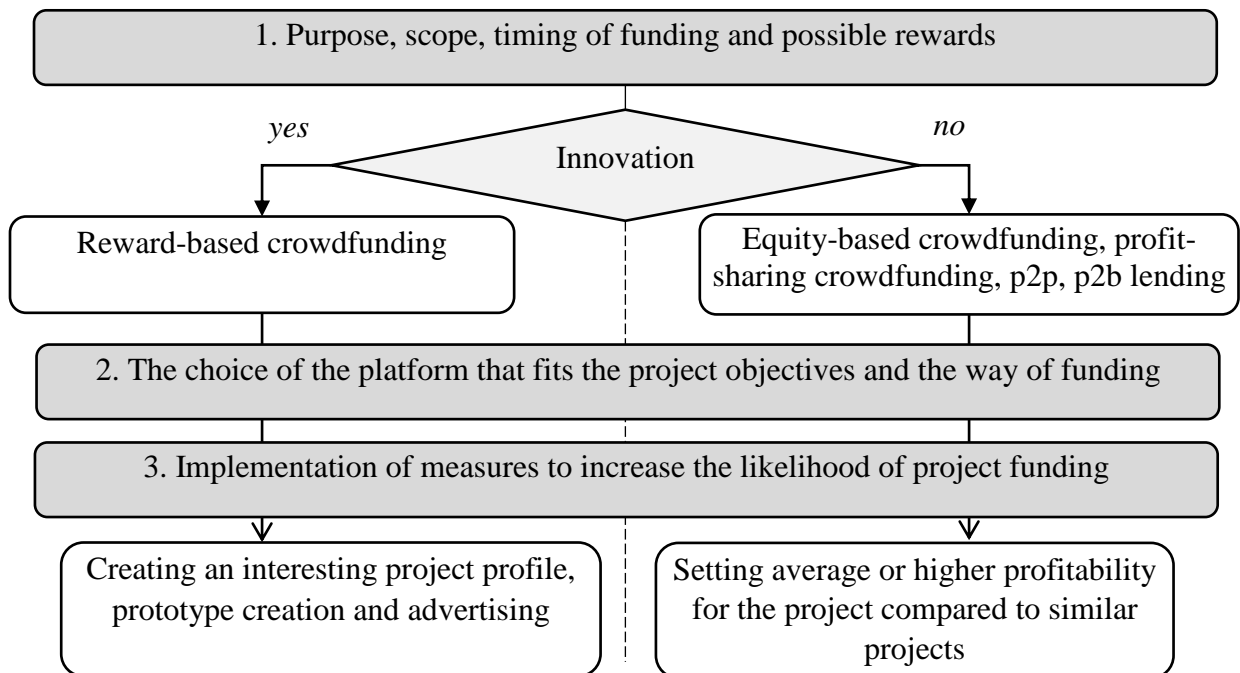 1. Purpose, scope, timing of funding and possible rewards
yes
no
Innovation
Reward-based crowdfunding
Equity-based crowdfunding, profit-
sharing crowdfunding, p2p, p2b lending
2. The choice of the platform that fits the project objectives and the way of funding
3. Implementation of measures to increase the likelihood of project funding
Creating an interesting project profile,
prototype creation and advertising
Setting average or higher profitability
for the project compared to similar
projects